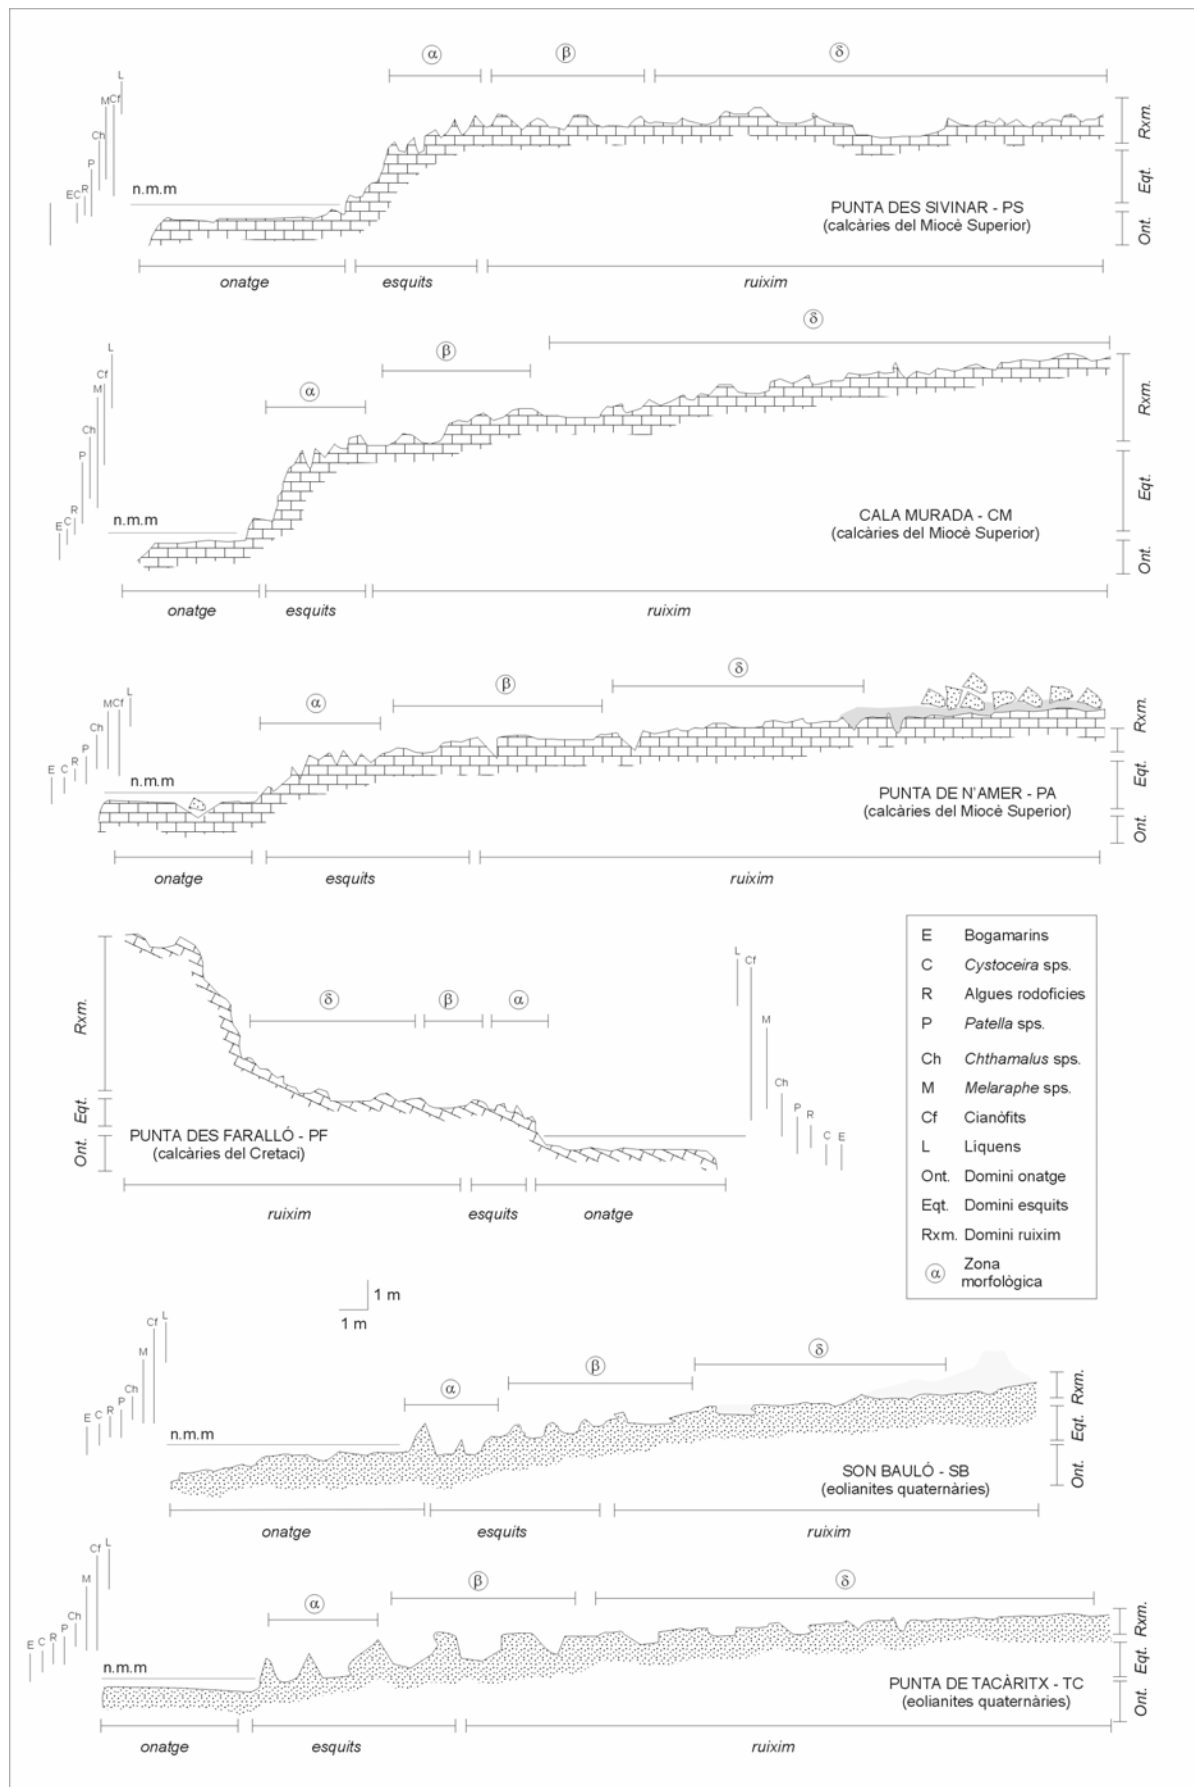 α β δ
L
M Cf
Ch
P
R
EC
n.m.m
Rxm.
Eqt.
Ont.
PUNTA DES SIVINAR - PS
(calcàries del Miocè Superior)
onatge esquits ruixim
δ
β
α
L
Cf
M
Ch
P
R
C
E
n.m.m
Rxm.
Eqt.
Ont.
CALA MURADA - CM
(calcàries del Miocè Superior)
onatge esquits ruixim
δ
β
α
L
M Cf
Ch
P
R
E C
n.m.m
Rxm.
Eqt.
Ont.
PUNTA DE N'AMER - PA
(calcàries del Miocè Superior)
onatge esquits ruixim
Rxm.
Eqt.
Ont.
δ β α
L
Cf
M
Ch
P
R
C E
PUNTA DES FARALLÓ - PF
(calcàries del Cretaci)
ruixim esquits onatge
E Bogamarins
C Cystoceira sps.
R Algues rodofícies
P Patella sps.
Ch Chthamalus sps.
M Melaraphe sps.
Cf Cianòfits
L Liquens
Ont. Domini onatge
Eqt. Domini esquits
Rxm. Domini ruixim
α Zona
morfològica
1 m
1 m
L
Cf
M
Ch
P
R
C
E
n.m.m
δ
β
α
Rxm.
Eqt.
Ont.
SON BAULÓ - SB
(eolianites quaternàries)
onatge esquits ruixim
L
Cf
M
Ch
P
R
C
E
n.m.m
δ
β
α
Rxm.
Eqt.
Ont.
PUNTA DE TACÀRITX - TC
(eolianites quaternàries)
onatge esquits ruixim